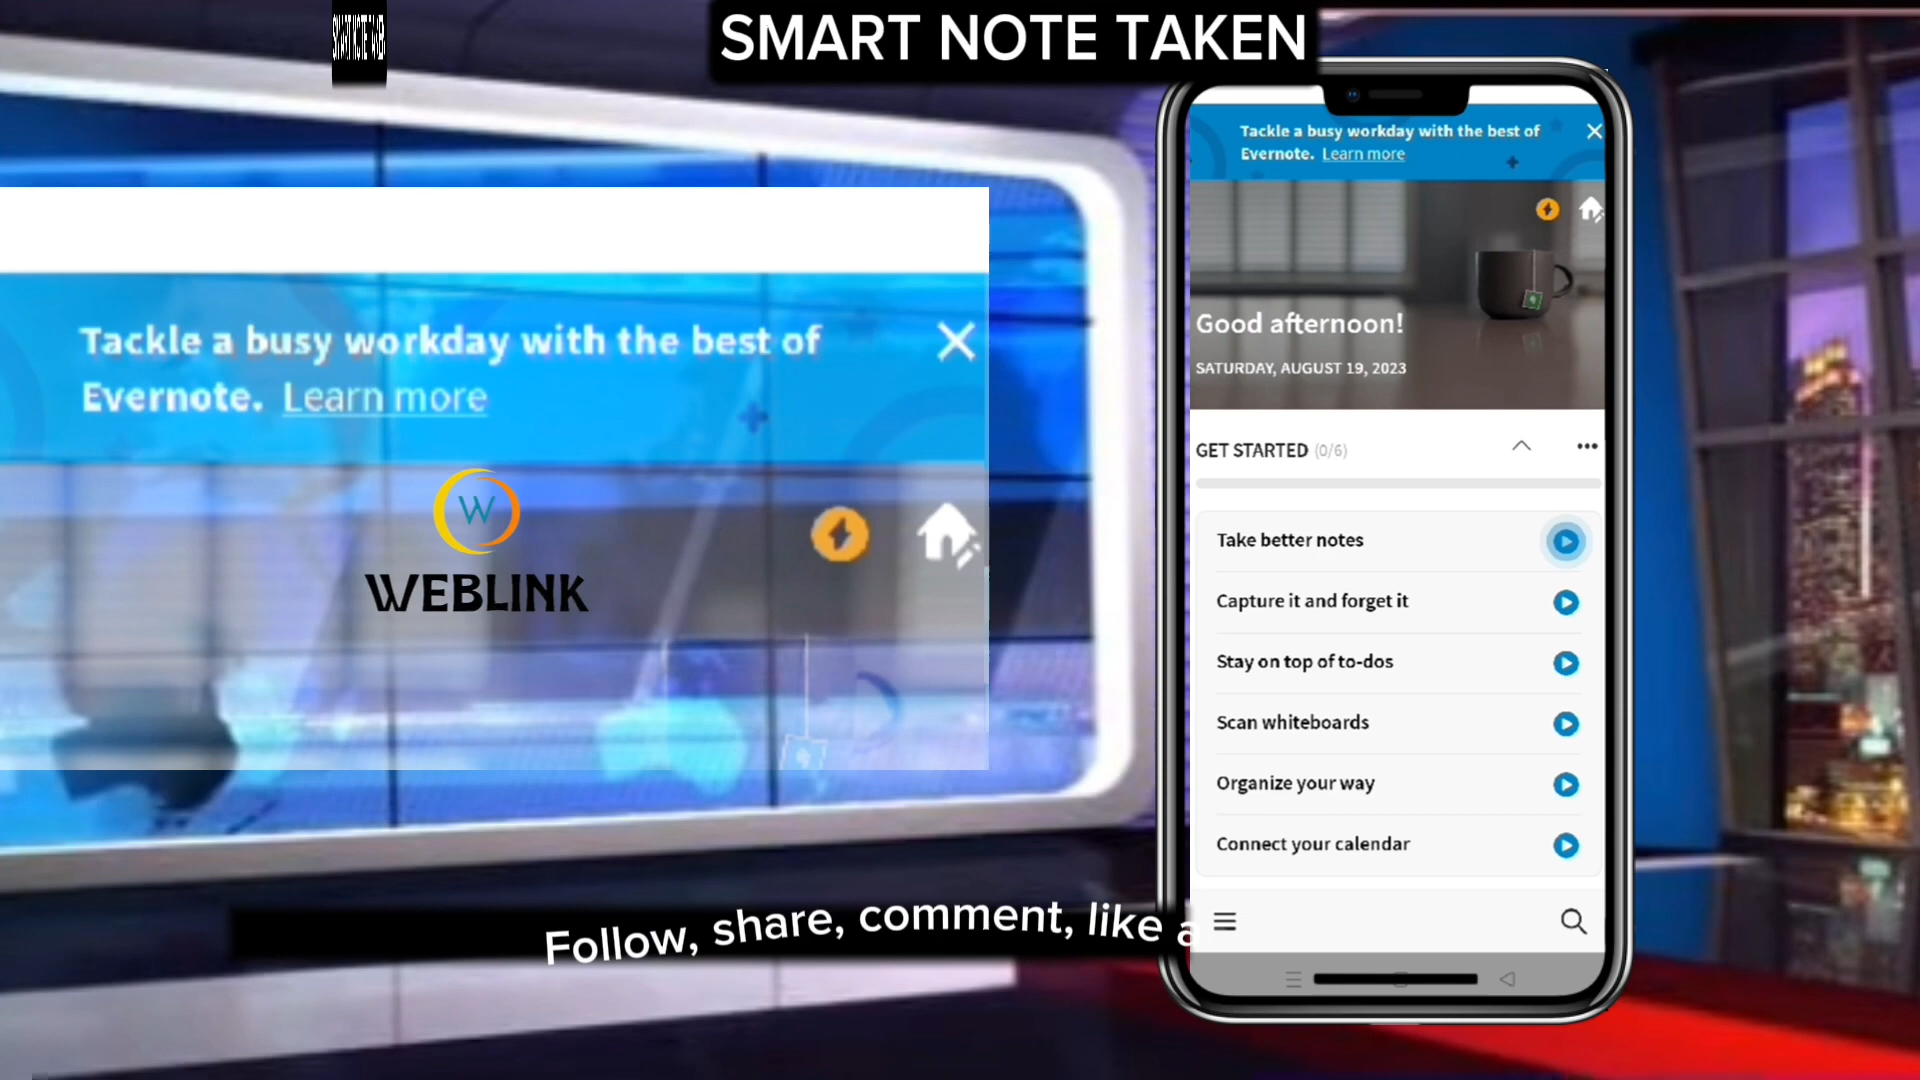 SMART NOTE TAKEN
SMART NOTE TAKEN
Tackle a busy workday with the best of
Evernote. Learn more
W
WEBLINK
Tackle a busy workday with the best of
Evernote. Learn more
Good afternoon!
SATURDAY, AUGUST 19, 2023
GET STARTED (0/6)
Take better notes
Capture it and forget it
Stay on top of to-dos
Scan whiteboards
Organize your way
Connect your calendar
Follow, share, comment, like a